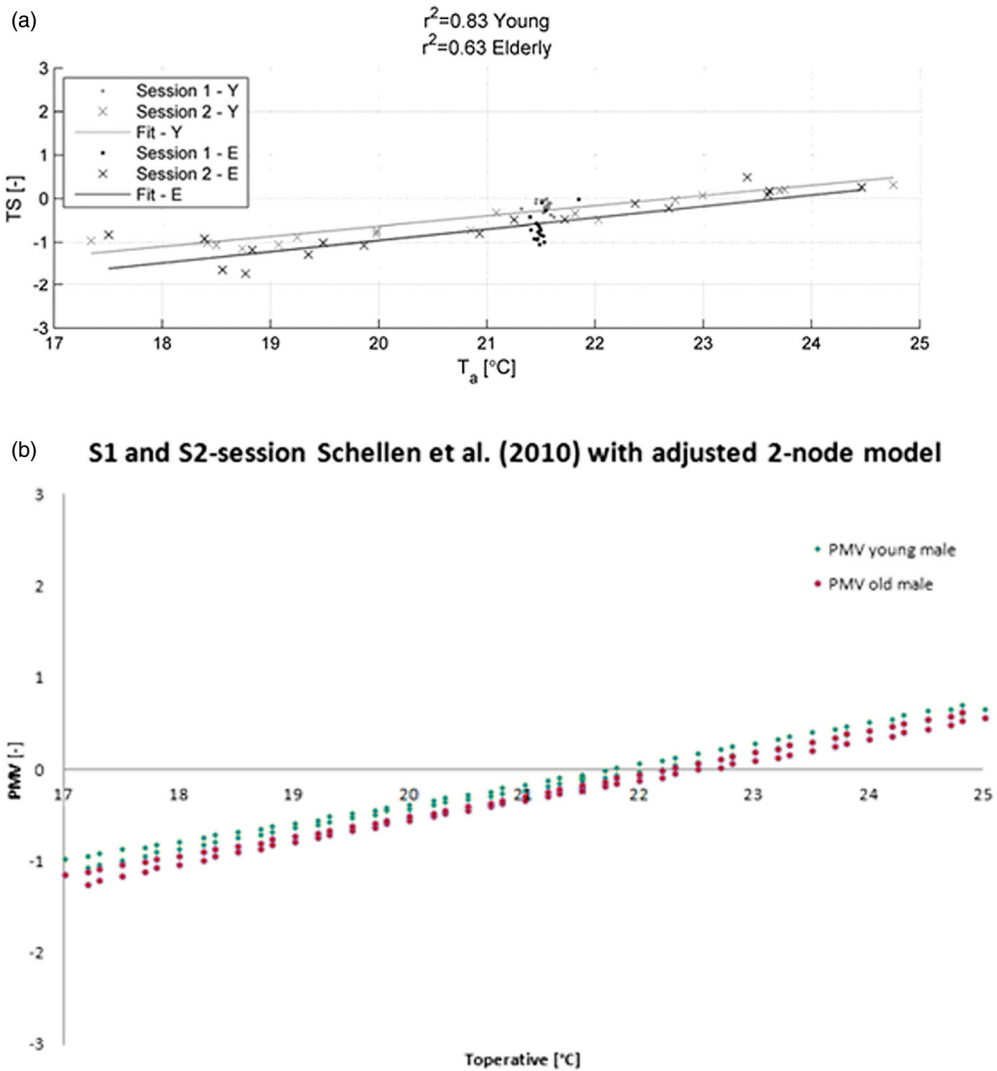 (a)
r²=0.83 Young
r²=0.63 Elderly
3
2
1
0
-1
-2
-3
TS [-]
Session 1 - Y
Session 2 - Y
Fit - Y
Session 1 - E
Session 2 - E
Fit - E
17 18 19 20 21 22 23 24 25
Ta [°C]
(b)
S1 and S2-session Schellen et al. (2010) with adjusted 2-node model
3
2
1
0
-1
-2
-3
PMV [-]
PMV young male
PMV old male
17 18 19 20 21 22 23 24 25
Toperative [°C]